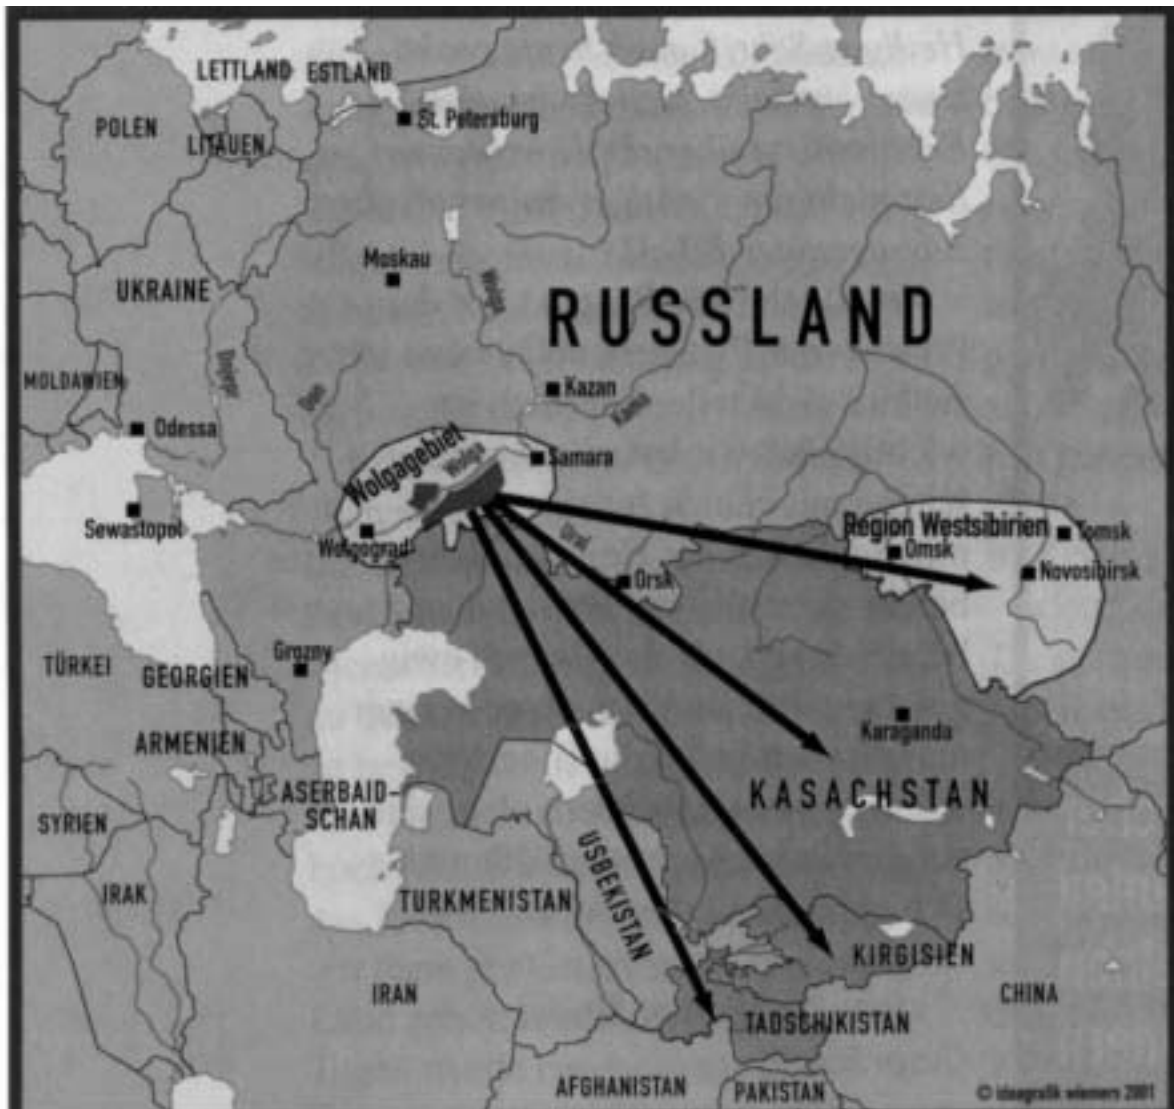 LETTLAND ESTLAND
POLEN
LITAUEN
St. Petersburg
Moskau
Wolga
UKRAINE
RUSSLAND
Dnjepr
MOLDAWIEN
Don
Kazan
Kama
Odessa
Wolgagebiet
Wolga
Samara
Sewastopol
Wolgograd
Ural
Orsk
Region Westsibirien
Tomsk
Omsk
Novosibirsk
TÜRKEI
GEORGIEN
Grozny
Karaganda
ARMENIEN
KASACHSTAN
ASERBAID-
SCHAN
SYRIEN
IRAK
TURKMENISTAN
USBEKISTAN
KIRGISIEN
IRAN
CHINA
TADSCHIKISTAN
AFGHANISTAN
PAKISTAN
© ideagrafik wiemers 2001